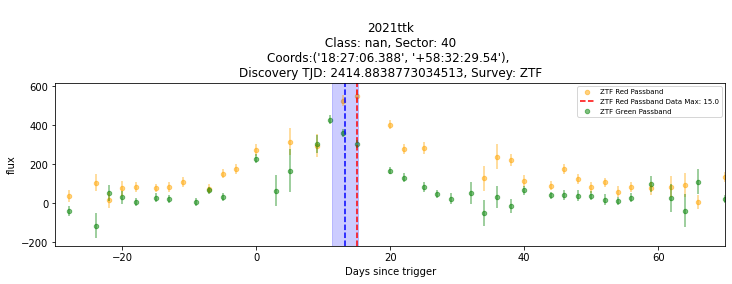 2021ttk
Class: nan, Sector: 40
Coords:('18:27:06.388', '+58:32:29.54'),
Discovery TJD: 2414.8838773034513, Survey: ZTF
ZTF Red Passband
ZTF Red Passband Data Max: 15.0
ZTF Green Passband
600
400
200
0
−200
flux
−20
0
20
40
60
Days since trigger